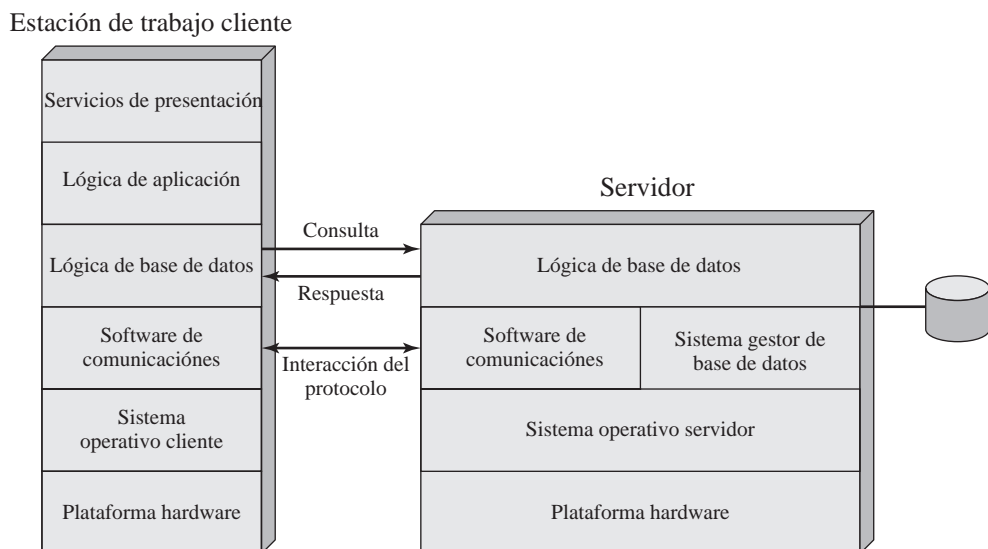 Estación de trabajo cliente
Servicios de presentación
Lógica de aplicación
Lógica de base de datos
Software de
comunicaciónes
Sistema
operativo cliente
Plataforma hardware
Consulta
Respuesta
Interacción del
protocolo
Servidor
Lógica de base de datos
Software de
comunicaciónes
Sistema gestor de
base de datos
Sistema operativo servidor
Plataforma hardware